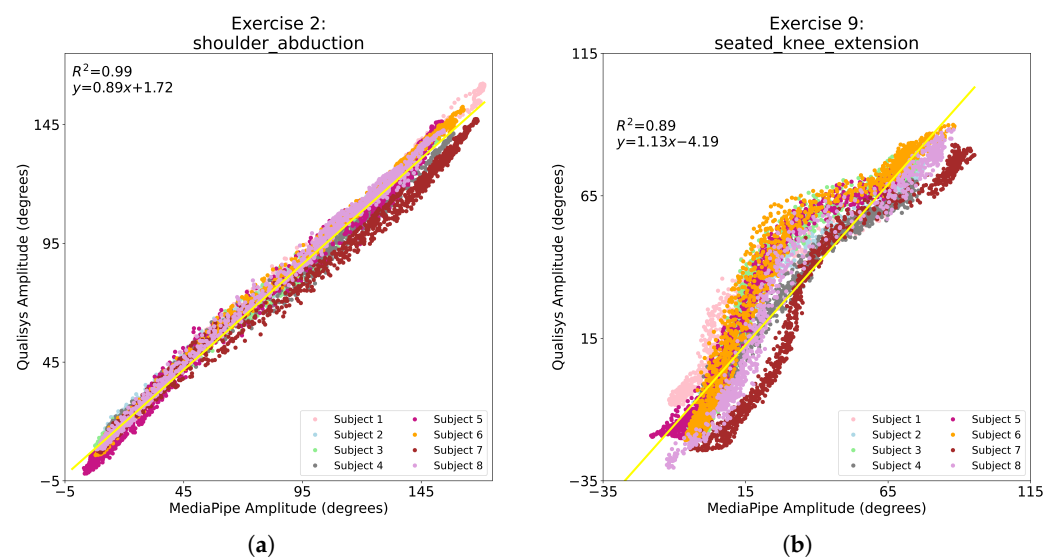 Exercise 2:
shoulder_abduction
R²=0.99
y=0.89x+1.72
Qualisys Amplitude (degrees)
145
95
45
−5
−5
45
95
145
MediaPipe Amplitude (degrees)
Subject 1
Subject 2
Subject 3
Subject 4
Subject 5
Subject 6
Subject 7
Subject 8
(a)
Exercise 9:
seated_knee_extension
R²=0.89
y=1.13x−4.19
Qualisys Amplitude (degrees)
115
65
15
−35
−35
15
65
115
MediaPipe Amplitude (degrees)
Subject 1
Subject 2
Subject 3
Subject 4
Subject 5
Subject 6
Subject 7
Subject 8
(b)